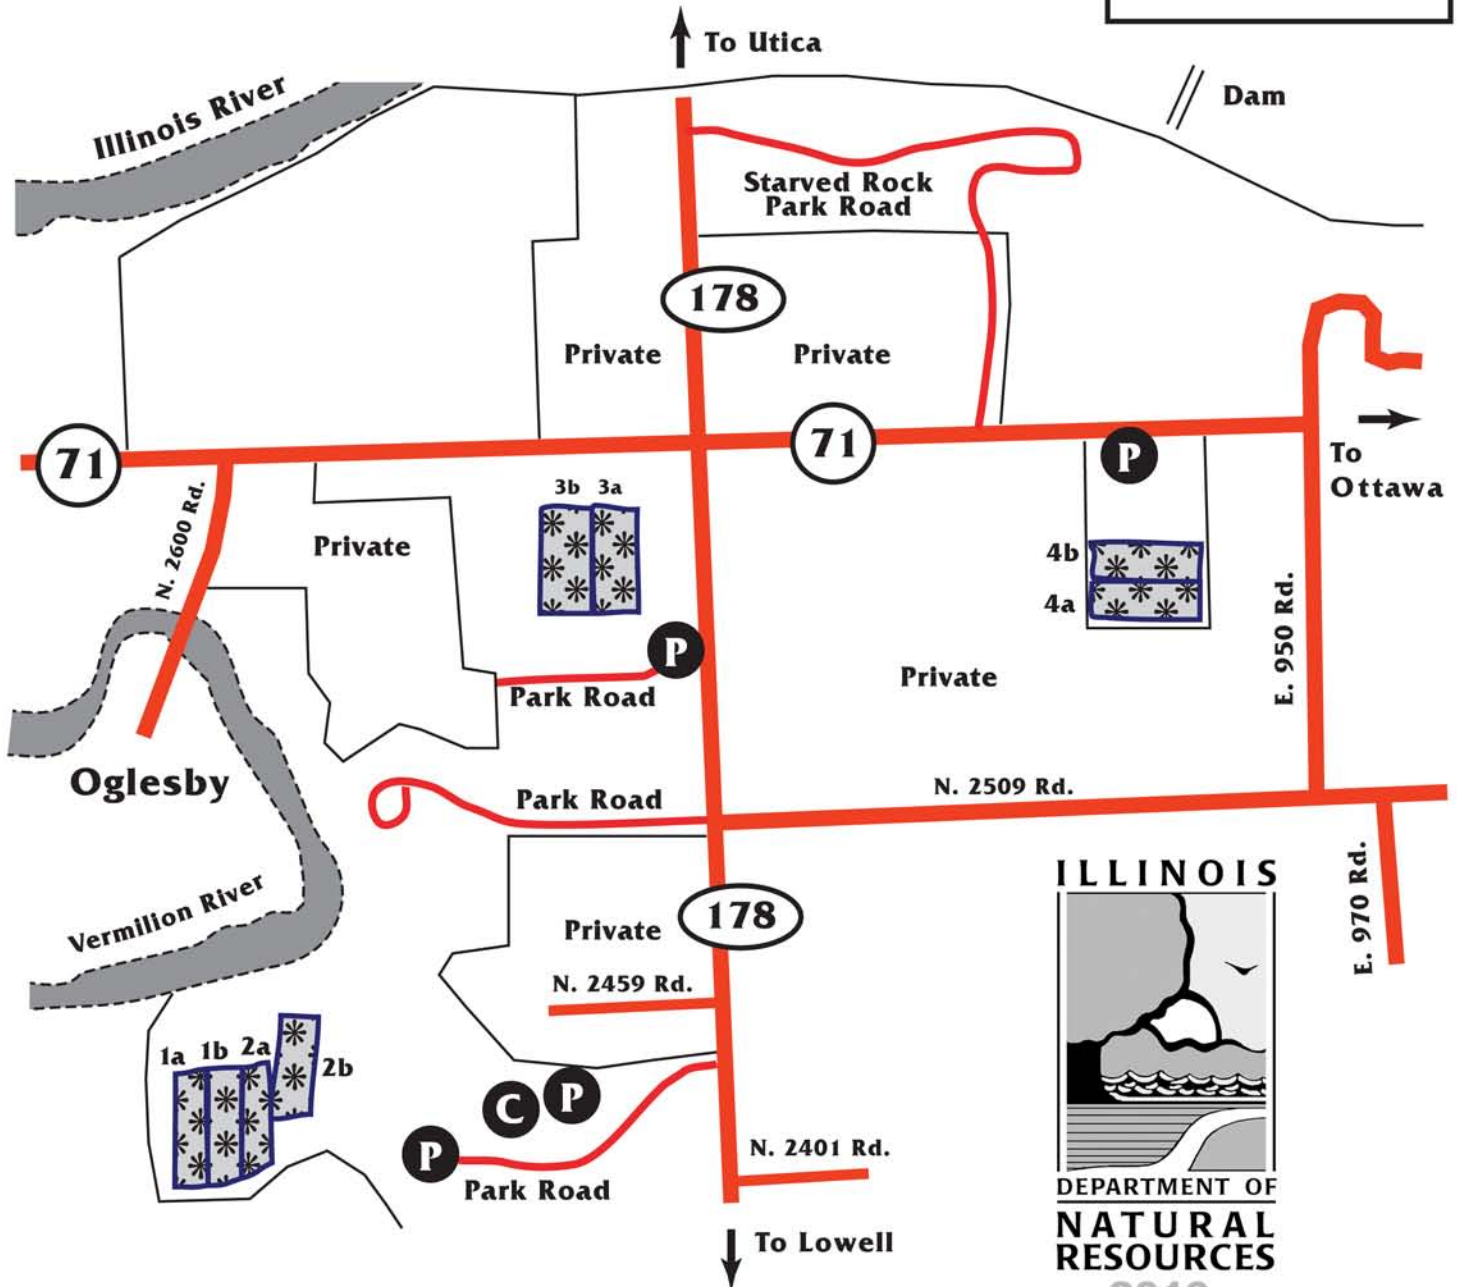 To Utica
Illinois River
Dam
Starved Rock
Park Road
178
Private
Private
71
71
P
To
Ottawa
3b 3a
N. 2600 Rd.
Private
4b
4a
E. 950 Rd.
P
Park Road
Private
Oglesby
Park Road
N. 2509 Rd.
Vermilion River
Private
178
ILLINOIS
E. 970 Rd.
N. 2459 Rd.
1a 1b 2a
2b
C P
P
Park Road
N. 2401 Rd.
DEPARTMENT OF
NATURAL
RESOURCES
To Lowell